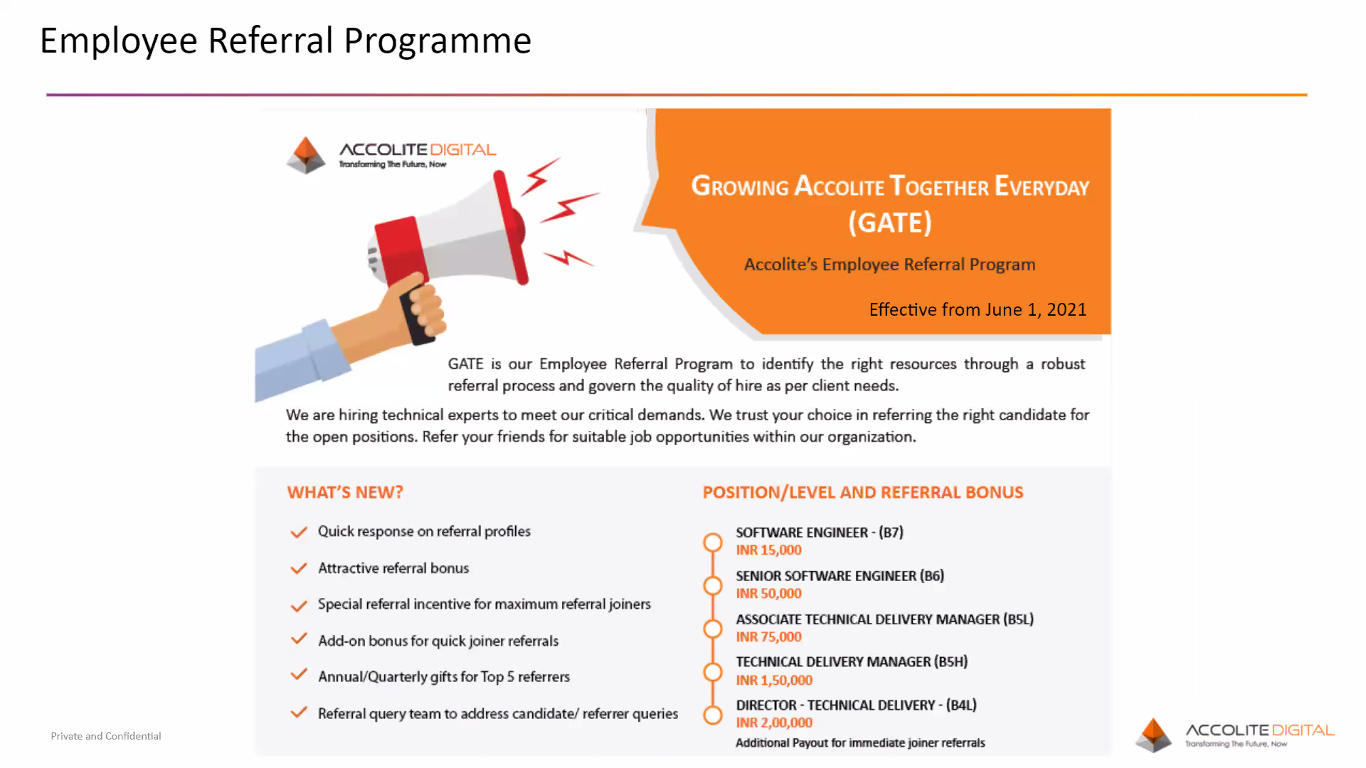 Employee Referral Programme
ACCOLITE DIGITAL
Transforming The Future, Now
GROWING ACCOLITE TOGETHER EVERYDAY
(GATE)
Accolite's Employee Referral Program
Effective from June 1, 2021
GATE is our Employee Referral Program to identify the right resources through a robust
referral process and govern the quality of hire as per client needs.
We are hiring technical experts to meet our critical demands. We trust your choice in referring the right candidate for
the open positions. Refer your friends for suitable job opportunities within our organization.
WHAT'S NEW?
Quick response on referral profiles
Attractive referral bonus
Special referral incentive for maximum referral joiners
Add-on bonus for quick joiner referrals
Annual/Quarterly gifts for Top 5 referrers
Referral query team to address candidate/ referrer queries
POSITION/LEVEL AND REFERRAL BONUS
SOFTWARE ENGINEER - (B7)
INR 15,000
SENIOR SOFTWARE ENGINEER (B6)
INR 50,000
ASSOCIATE TECHNICAL DELIVERY MANAGER (B5L)
INR 75,000
TECHNICAL DELIVERY MANAGER (B5H)
INR 1,50,000
DIRECTOR - TECHNICAL DELIVERY - (B4L)
INR 2,00,000
Additional Payout for immediate joiner referrals
Private and Confidential
ACCOLITE DIGITAL
Transforming The Future, Now